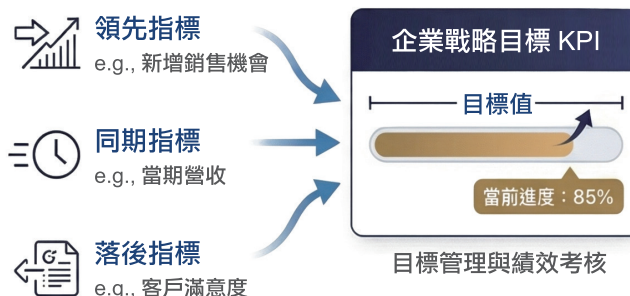 領先指標
e.g., 新增銷售機會
同期指標
e.g., 當期營收
落後指標
e.g., 客戶滿意度
企業戰略目標 KPI
目標值
當前進度：85%
目標管理與績效考核